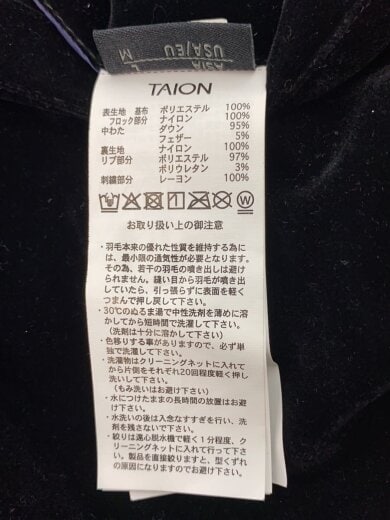 ASIA L
USA/EU M
TAION
表生地 基布 ポリエステル 100%
フロック部分 ナイロン 100%
中わた ダウン 95%
フェザー 5%
裏生地 ナイロン 100%
リブ部分 ポリエステル 97%
ポリウレタン 3%
刺繍部分 レーヨン 100%
お取り扱い上の御注意
・羽毛本来の優れた性質を維持する為に
は、最小限の通気性が必要となります。
その為、若干の羽毛の噴き出しは避け
られません。縫い目から羽毛が噴き出
していたら、引っ張らずに表面を軽く
つまんで押し戻して下さい。
・30℃のぬるま湯で中性洗剤を薄めに溶
かしてから短時間で洗濯して下さい。
(洗剤は十分に溶かして下さい)
・色移りする事がありますので、必ず単
独で洗濯して下さい。
・洗濯物はクリーニングネットに入れて
から片側をそれぞれ20回程度軽く押し
洗いして下さい。
(もみ洗いはお避け下さい)
・水につけたままの長時間の放置はお避
け下さい。
・水洗いの後は入念なすすぎを行い、洗
剤を残さないで下さい。
・絞りは遠心脱水機で軽く1分程度、ク
リーニングネットに入れて行って下さ
い。製品を直接絞りますと、型くずれ
の原因になりますのでお避け下さい。